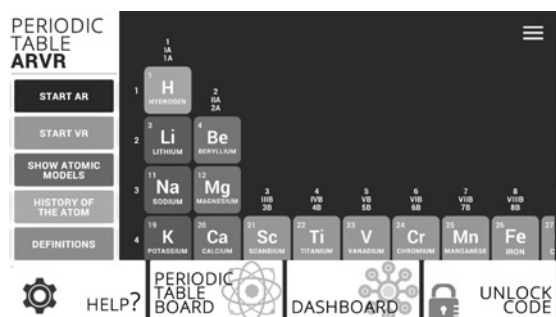 PERIODIC
TABLE
ARVR
START AR
START VR
SHOW ATOMIC
MODELS
HISTORY OF
THE ATOM
DEFINITIONS
1
IA
1A
1
1
H
HYDROGEN
2
IIA
2A
2
3
Li
LITHIUM
4
Be
BERYLLIUM
3
11
Na
SODIUM
12
Mg
MAGNESIUM
3
IIIB
3B
4
IVB
4B
5
VB
5B
6
VIB
6B
7
VIIB
7B
8
VIIIB
8B
4
19
K
POTASSIUM
20
Ca
CALCIUM
21
Sc
SCANDIUM
22
Ti
TITANIUM
23
V
VANADIUM
24
Cr
CHROMIUM
25
Mn
MANGANESE
26
Fe
IRON
27
HELP?
PERIODIC
TABLE
BOARD
DASHBOARD
UNLOCK
CODE